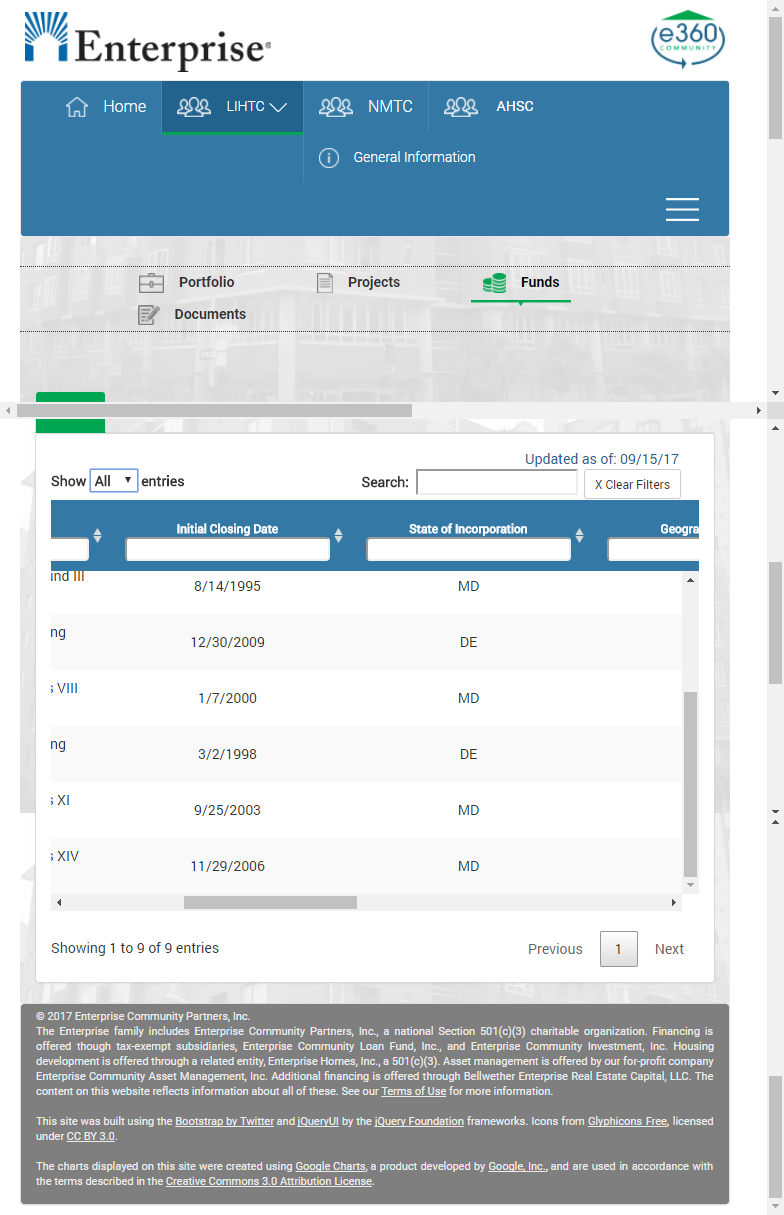 Enterprise®
e360
COMMUNITY
Home LIHTC NMTC AHSC
General Information
Portfolio Projects Funds
Documents
Updated as of: 09/15/17
Show All entries Search: X Clear Filters
Initial Closing Date State of Incorporation Geogra
und III 8/14/1995 MD
ng 12/30/2009 DE
s VIII 1/7/2000 MD
ng 3/2/1998 DE
s XI 9/25/2003 MD
s XIV 11/29/2006 MD
Showing 1 to 9 of 9 entries Previous 1 Next
© 2017 Enterprise Community Partners, Inc.
The Enterprise family includes Enterprise Community Partners, Inc., a national Section 501(c)(3) charitable organization. Financing is
offered though tax-exempt subsidiaries, Enterprise Community Loan Fund, Inc., and Enterprise Community Investment, Inc. Housing
development is offered through a related entity, Enterprise Homes, Inc., a 501(c)(3). Asset management is offered by our for-profit company
Enterprise Community Asset Management, Inc. Additional financing is offered through Bellwether Enterprise Real Estate Capital, LLC. The
content on this website reflects information about all of these. See our Terms of Use for more information.
This site was built using the Bootstrap by Twitter and jQueryUI by the jQuery Foundation frameworks. Icons from Glyphicons Free, licensed
under CC BY 3.0.
The charts displayed on this site were created using Google Charts, a product developed by Google, Inc., and are used in accordance with
the terms described in the Creative Commons 3.0 Attribution License.